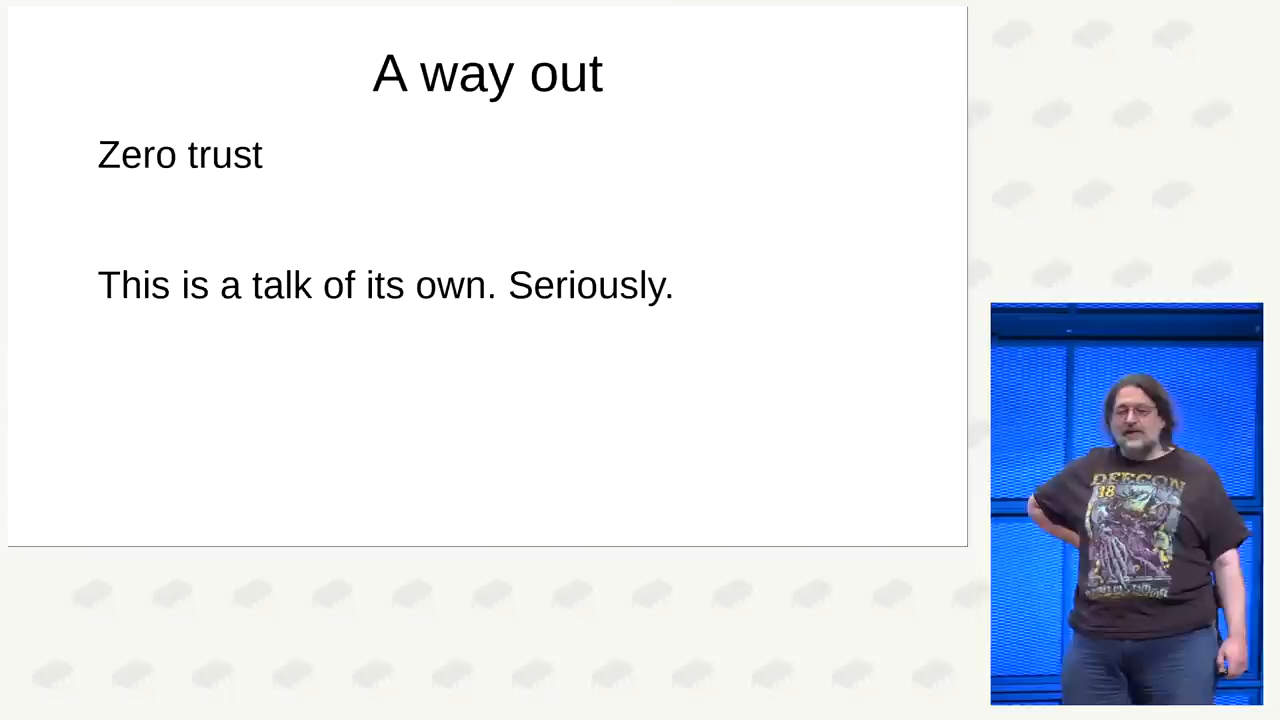 A way out
Zero trust
This is a talk of its own. Seriously.
DEFCON
18